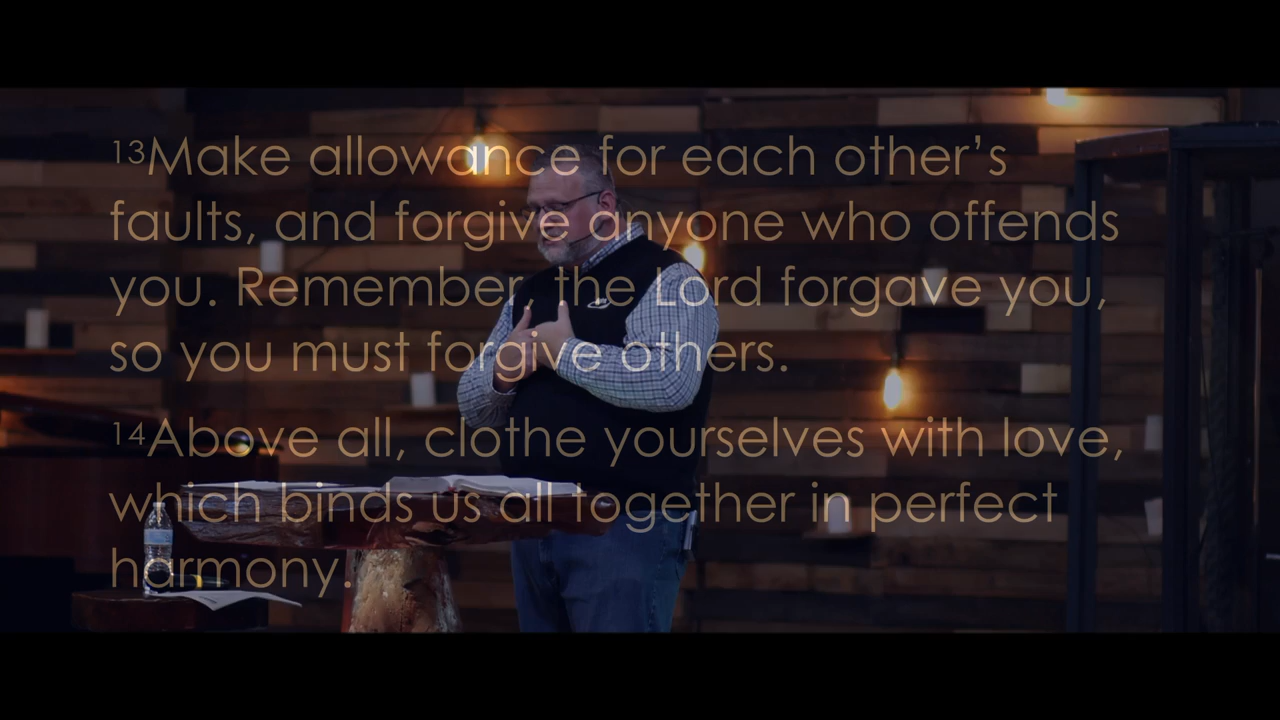 13Make allowance for each other’s
faults, and forgive anyone who offends
you. Remember, the Lord forgave you,
so you must forgive others.
14Above all, clothe yourselves with love,
which binds us all together in perfect
harmony.